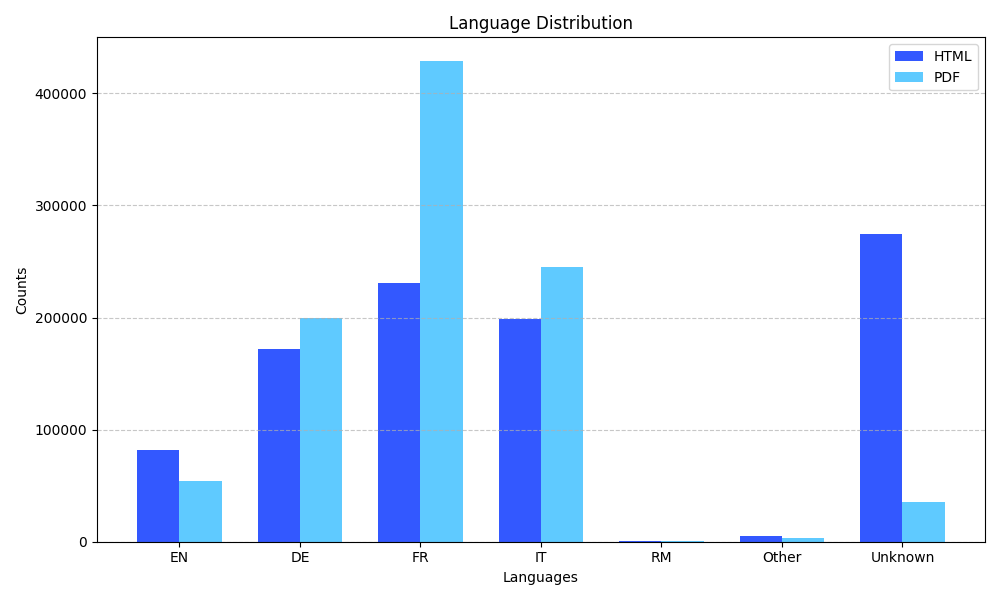 Language Distribution
HTML
PDF
Counts
400000
300000
200000
100000
0
EN DE FR IT RM Other Unknown
Languages